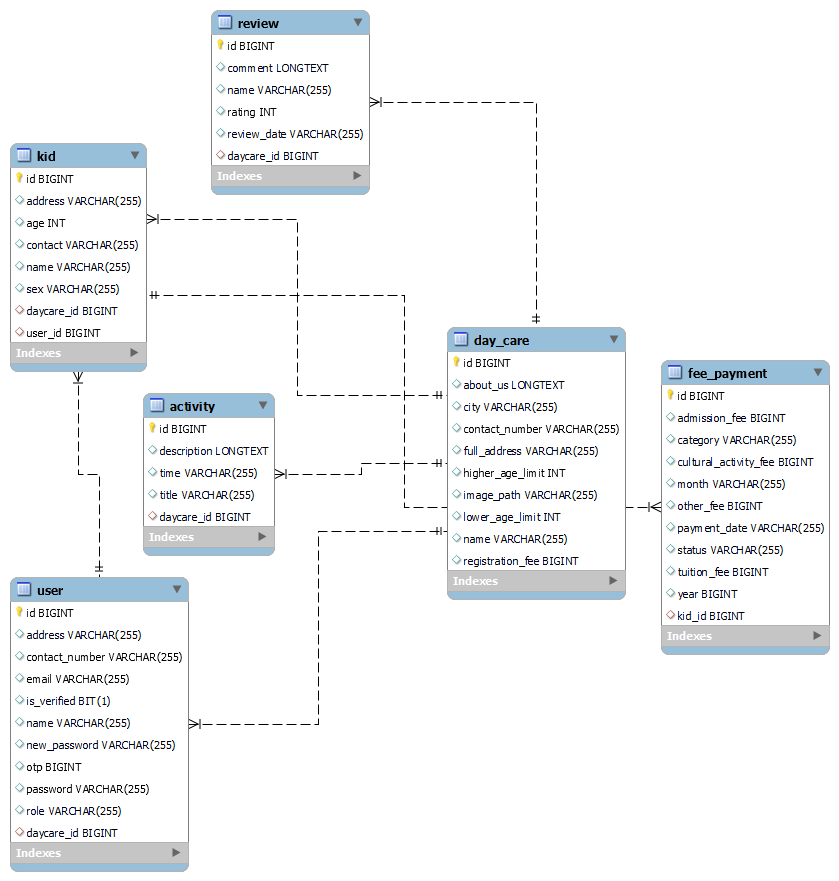 review
id BIGINT
comment LONGTEXT
name VARCHAR(255)
rating INT
review_date VARCHAR(255)
daycare_id BIGINT
Indexes
kid
id BIGINT
address VARCHAR(255)
age INT
contact VARCHAR(255)
name VARCHAR(255)
sex VARCHAR(255)
daycare_id BIGINT
user_id BIGINT
Indexes
activity
id BIGINT
description LONGTEXT
time VARCHAR(255)
title VARCHAR(255)
daycare_id BIGINT
Indexes
day_care
id BIGINT
about_us LONGTEXT
city VARCHAR(255)
contact_number VARCHAR(255)
full_address VARCHAR(255)
higher_age_limit INT
image_path VARCHAR(255)
lower_age_limit INT
name VARCHAR(255)
registration_fee BIGINT
Indexes
fee_payment
id BIGINT
admission_fee BIGINT
category VARCHAR(255)
cultural_activity_fee BIGINT
month VARCHAR(255)
other_fee BIGINT
payment_date VARCHAR(255)
status VARCHAR(255)
tuition_fee BIGINT
year BIGINT
kid_id BIGINT
Indexes
user
id BIGINT
address VARCHAR(255)
contact_number VARCHAR(255)
email VARCHAR(255)
is_verified BIT(1)
name VARCHAR(255)
new_password VARCHAR(255)
otp BIGINT
password VARCHAR(255)
role VARCHAR(255)
daycare_id BIGINT
Indexes